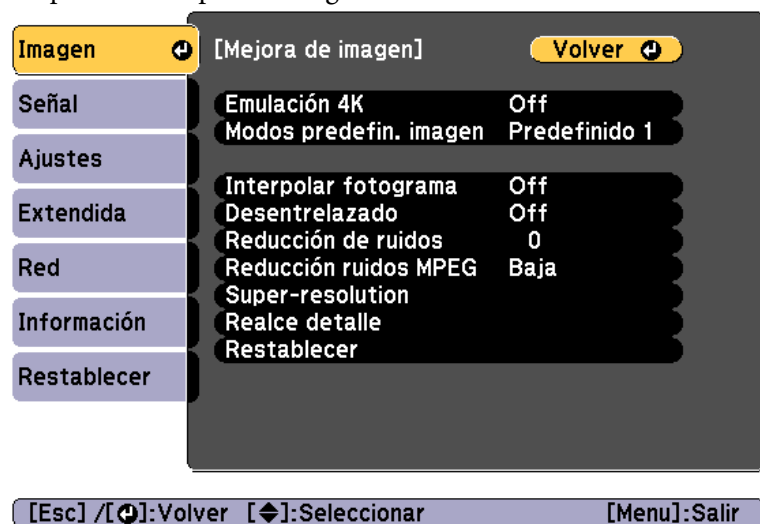 Imagen
[Mejora de imagen] Volver
Señal
Emulación 4K Off
Modos predefin. imagen Predefinido 1
Ajustes
Interpolar fotograma Off
Extendida
Desentrelazado Off
Reducción de ruidos 0
Red
Reducción ruidos MPEG Baja
Super-resolution
Información
Realce detalle
Restablecer
Restablecer
[Esc] /[ ]:Volver [ ]:Seleccionar [Menu]:Salir